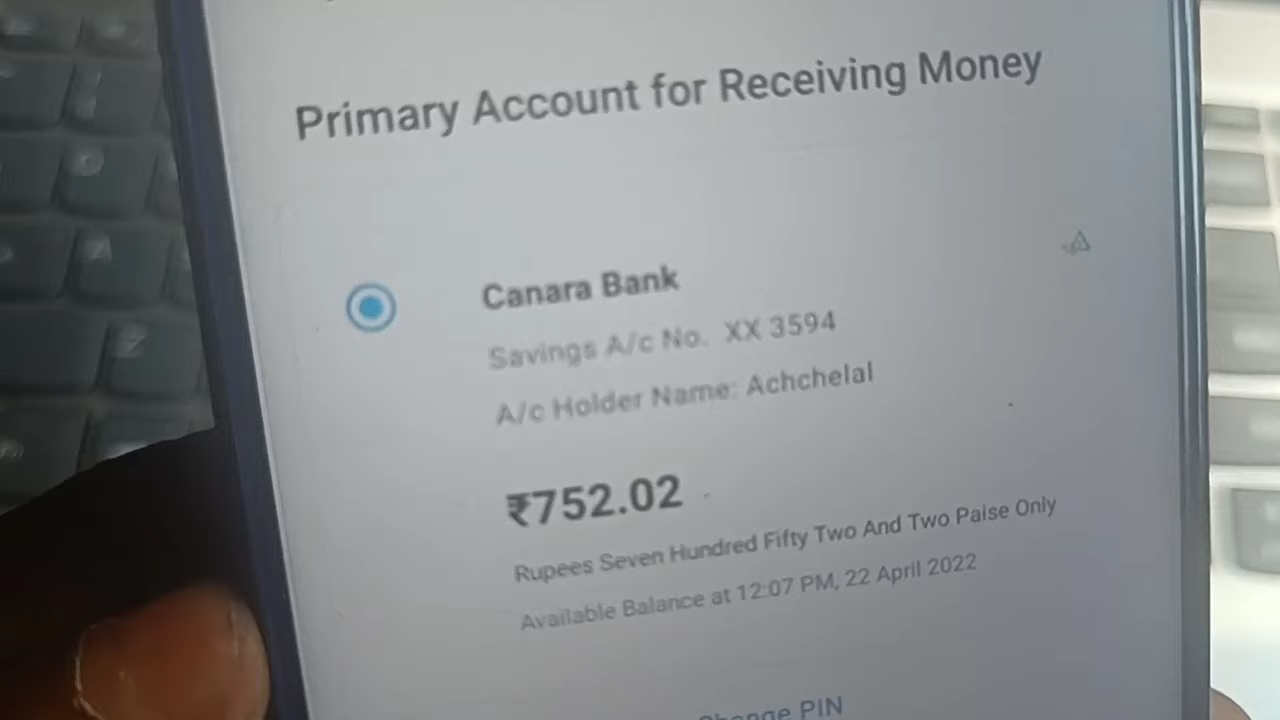 Primary Account for Receiving Money
Canara Bank
Savings A/c No. XX 3594
A/c Holder Name: Achchelal
₹752.02
Rupees Seven Hundred Fifty Two And Two Paise Only
Available Balance at 12:07 PM, 22 April 2022
Change PIN